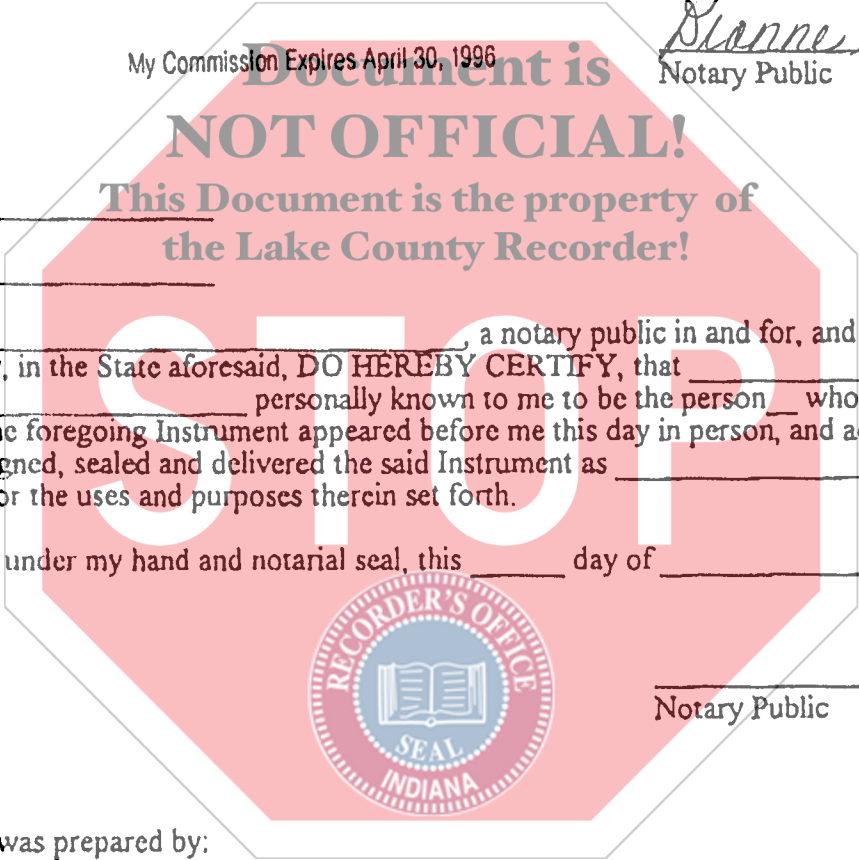 Dianne
My Commission Expires April 30, 1996
Notary Public
Document is
NOT OFFICIAL!
This Document is the property of
the Lake County Recorder!
STOP
, a notary public in and for, and
, in the State aforesaid, DO HEREBY CERTIFY, that
personally known to me to be the person__ who
foregoing Instrument appeared before me this day in person, and
sealed and delivered the said Instrument as
the uses and purposes therein set forth.
under my hand and notarial seal, this ______ day of
RECORDER'S OFFICE
SEAL
INDIANA
Notary Public
was prepared by: